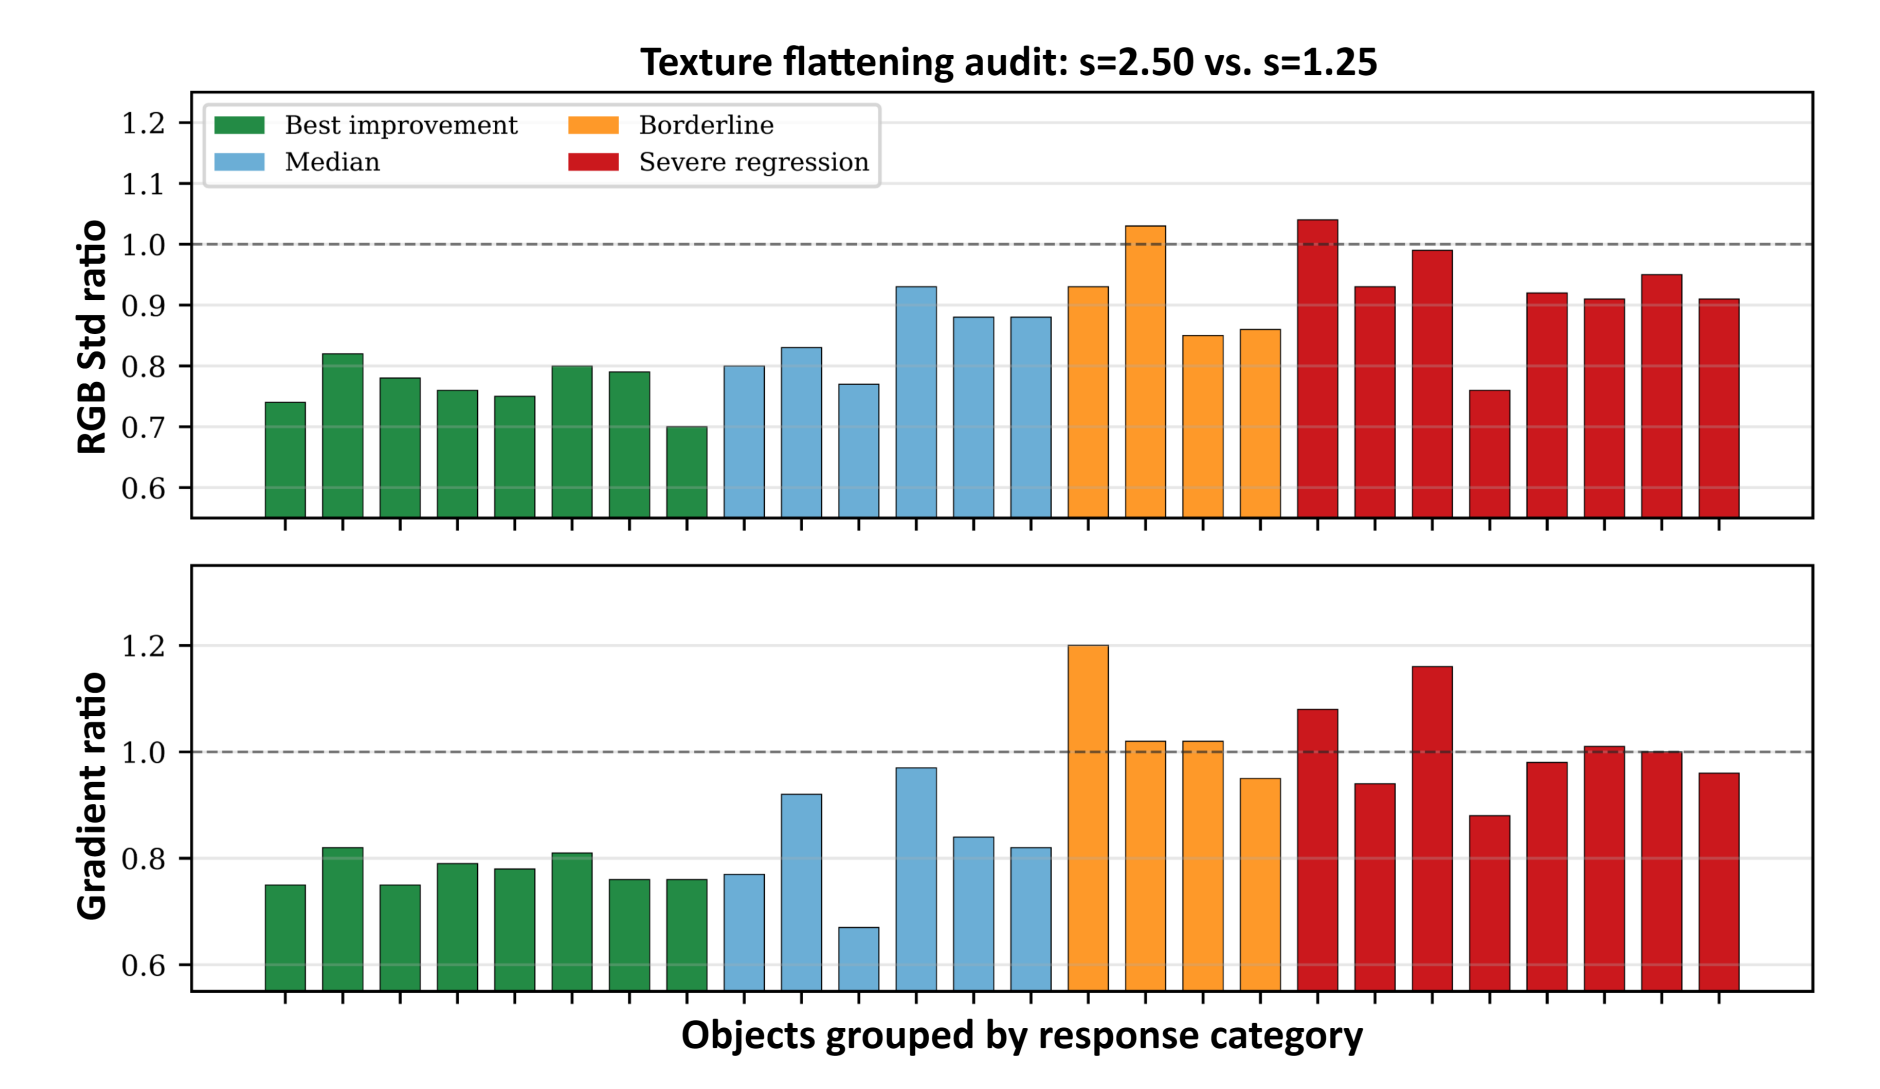 Texture flattening audit: s=2.50 vs. s=1.25
Best improvement
Median
Borderline
Severe regression
RGB Std ratio
1.2
1.1
1.0
0.9
0.8
0.7
0.6
Gradient ratio
1.2
1.0
0.8
0.6
Objects grouped by response category